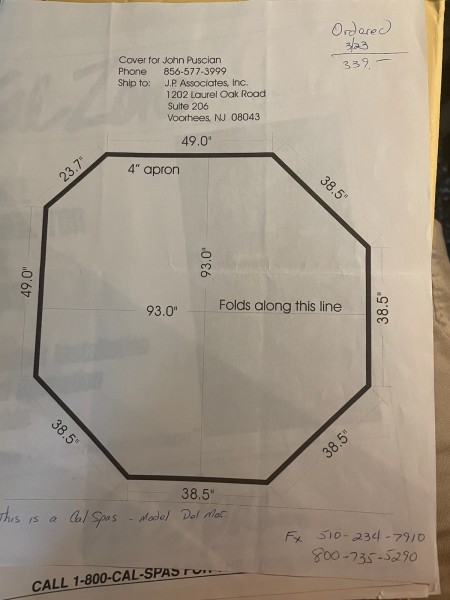 Ordered
3/23
339.-
Cover for John Puscian
Phone 856-577-3999
Ship to: J.P. Associates, Inc.
1202 Laurel Oak Road
Suite 206
Voorhees, NJ 08043
49.0"
23.7"
4" apron
38.5"
49.0"
93.0"
93.0"
Folds along this line
38.5"
38.5"
38.5"
38.5"
This is a Cal Spas - Model Del Mar
Fx 510-234-7910
800-735-5290
CALL 1-800-CAL-SPAS